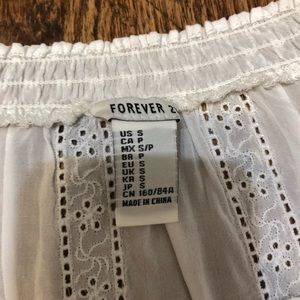 FOREVER 2
US S
CA P
MX S/P
BR P
EU S
UK S
KR S
JP S
CN 160/84A
MADE IN CHINA